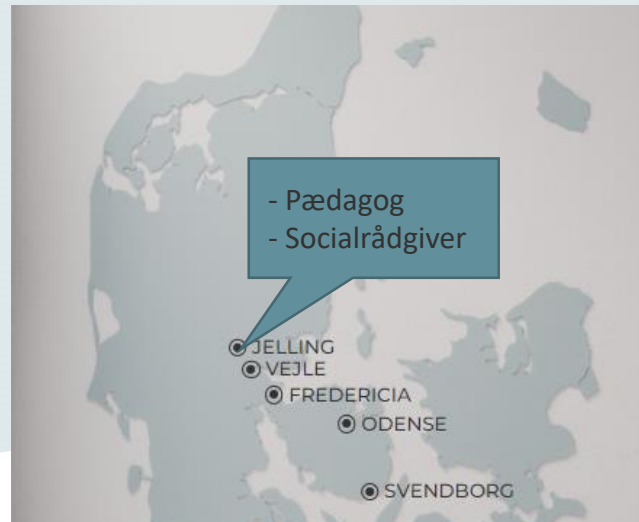 - Pædagog
- Socialrådgiver
JELLING
VEJLE
FREDERICIA
ODENSE
SVENDBORG